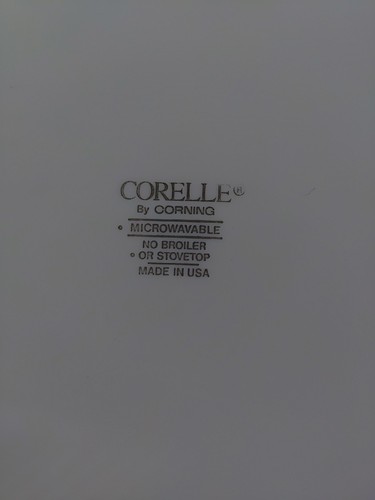 CORELLE®
By CORNING
• MICROWAVABLE
NO BROILER
• OR STOVETOP
MADE IN USA